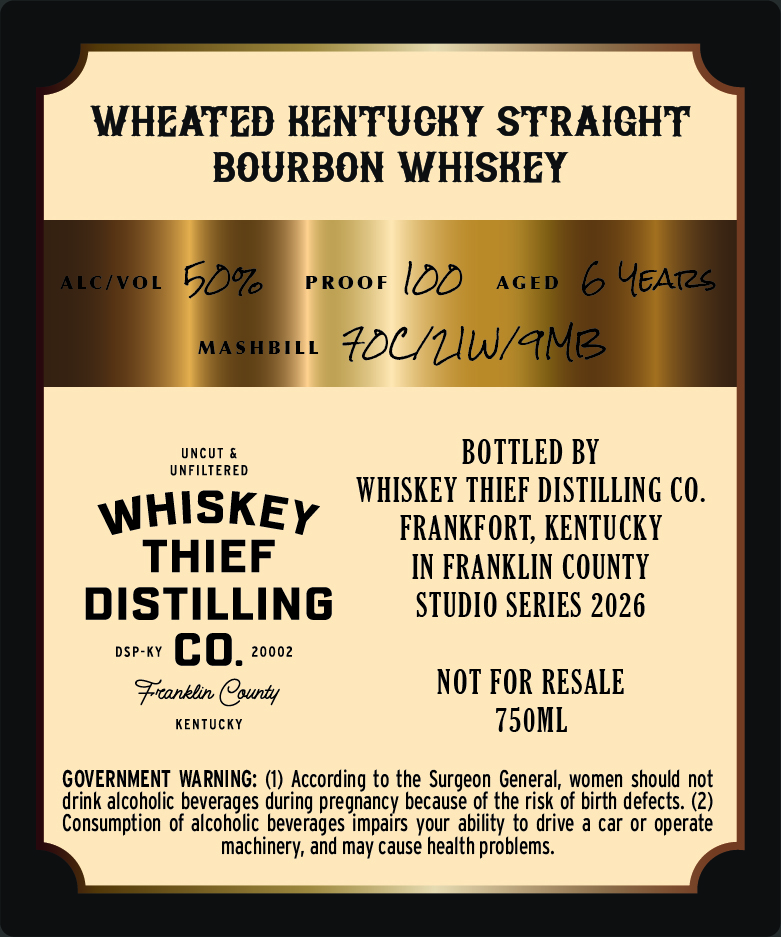 WHEATED KENTUCKY STRAIGHT
BOURBON WHISKEY
ALC/VOL 50% PROOF 100 AGED 6 YEARS
MASHBILL 70C/21W/9MB
UNCUT &
UNFILTERED
WHISKEY
THIEF
DISTILLING
DSP-KY CO. 20002
Franklin County
KENTUCKY
BOTTLED BY
WHISKEY THIEF DISTILLING CO.
FRANKFORT, KENTUCKY
IN FRANKLIN COUNTY
STUDIO SERIES 2026
NOT FOR RESALE
750ML
GOVERNMENT WARNING: (1) According to the Surgeon General, women should not
drink alcoholic beverages during pregnancy because of the risk of birth defects. (2)
Consumption of alcoholic beverages impairs your ability to drive a car or operate
machinery, and may cause health problems.